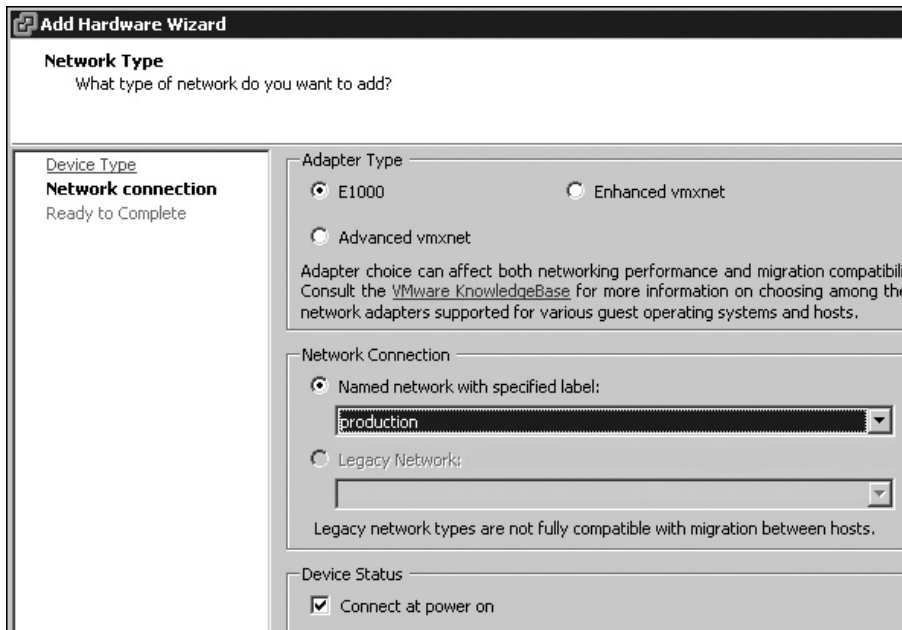 Add Hardware Wizard
Network Type
What type of network do you want to add?
Device Type
Network connection
Ready to Complete
Adapter Type
E1000
Enhanced vmxnet
Advanced vmxnet
Adapter choice can affect both networking performance and migration
Consult the VMware KnowledgeBase for more information on choosing among
network adapters supported for various guest operating systems and hosts.
Network Connection
Named network with specified label:
production
Legacy Network:
Legacy network types are not fully compatible with migration between hosts.
Device Status
Connect at power on